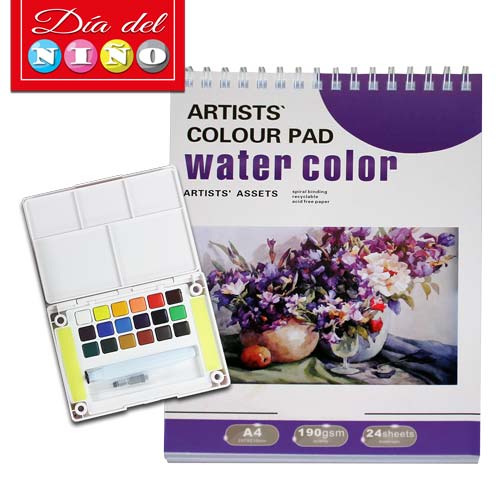 Día del
NIÑO
ARTISTS`
COLOUR PAD
water color
ARTISTS' ASSETS
spiral binding
recyclable
acid free paper
A4
190gsm
24sheets